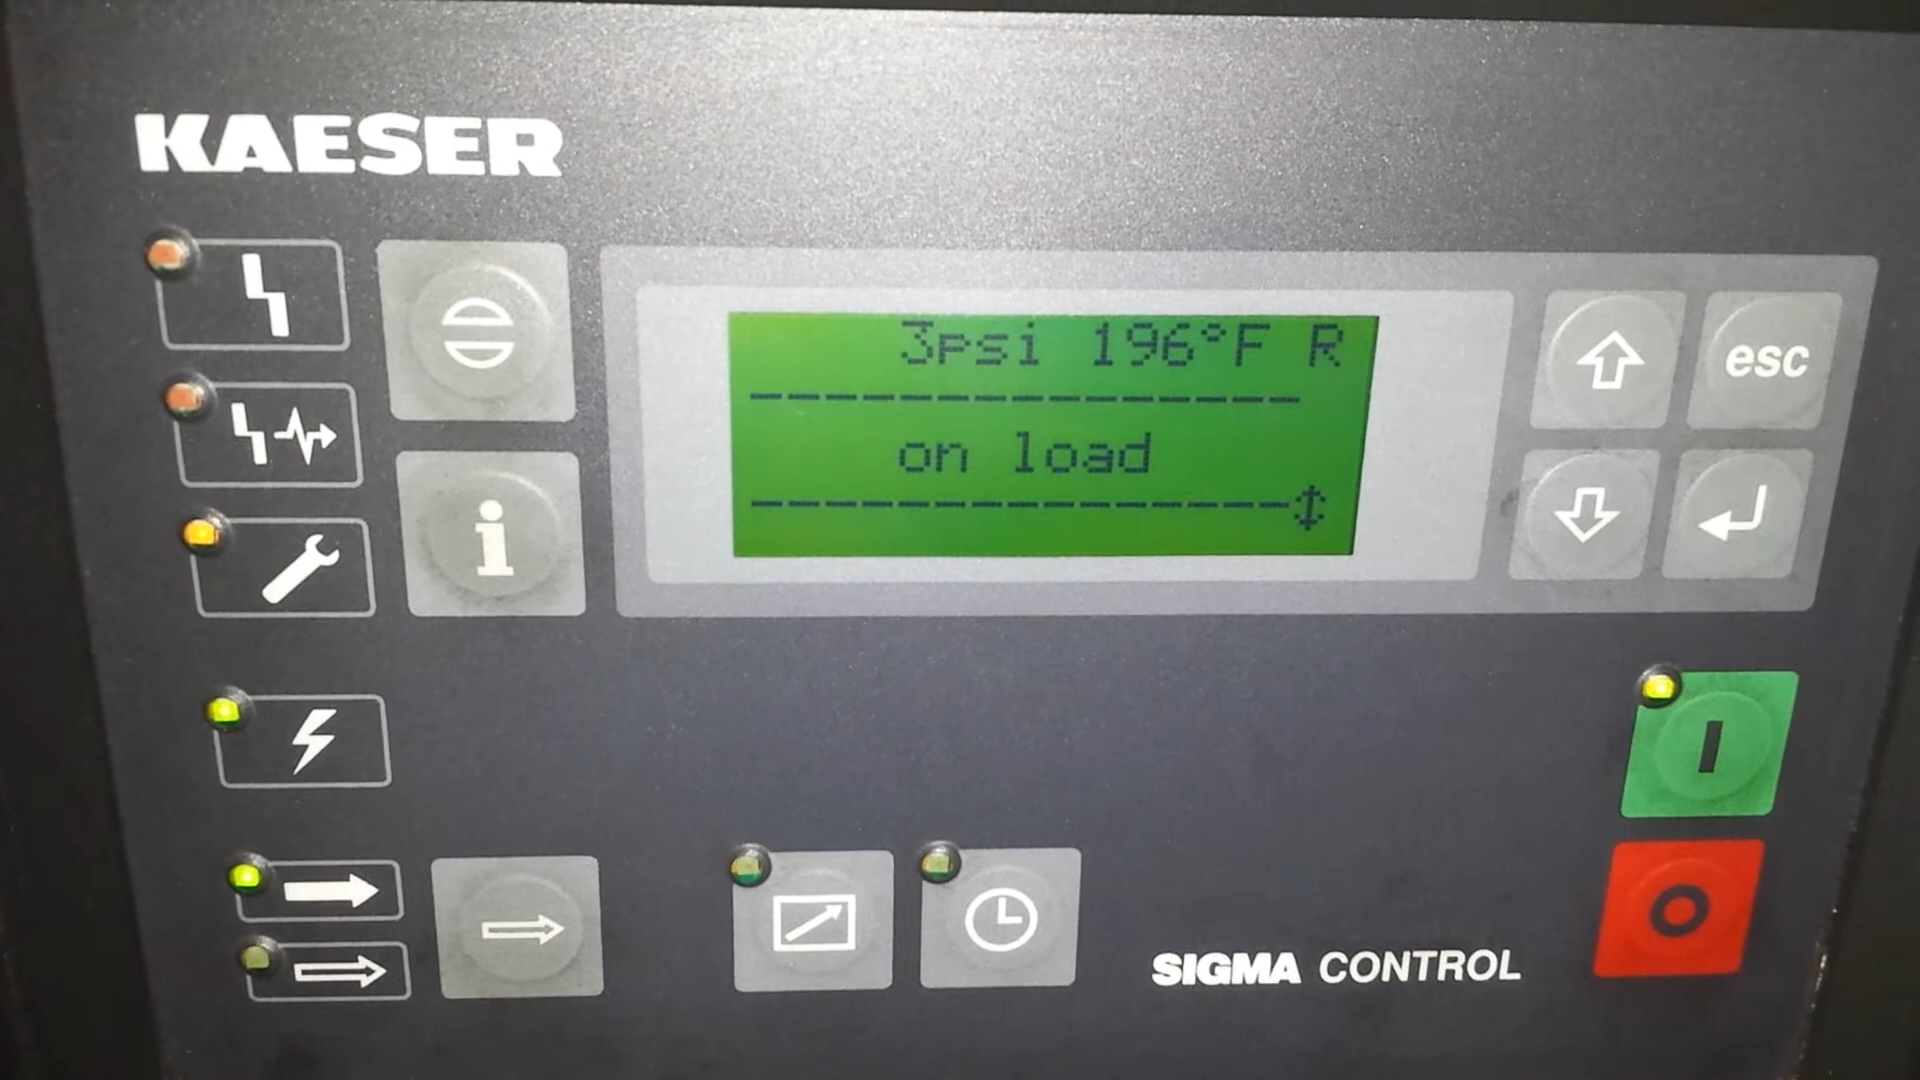 KAESER
3psi 196°F R
----------------
on load
----------------
esc
i
I
O
SIGMA CONTROL